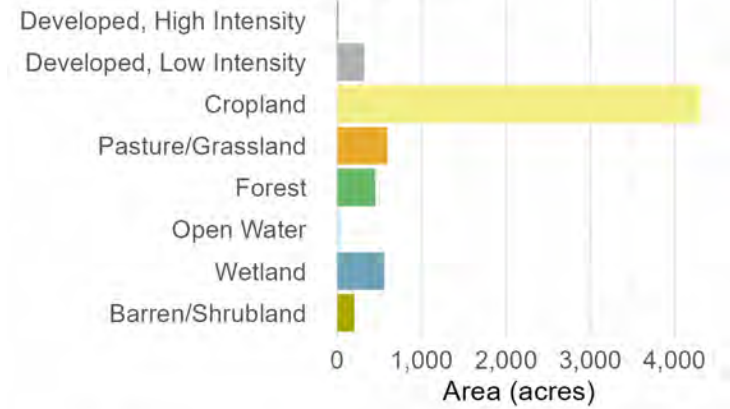 Developed, High Intensity
Developed, Low Intensity
Cropland
Pasture/Grassland
Forest
Open Water
Wetland
Barren/Shrubland
0 1,000 2,000 3,000 4,000
Area (acres)